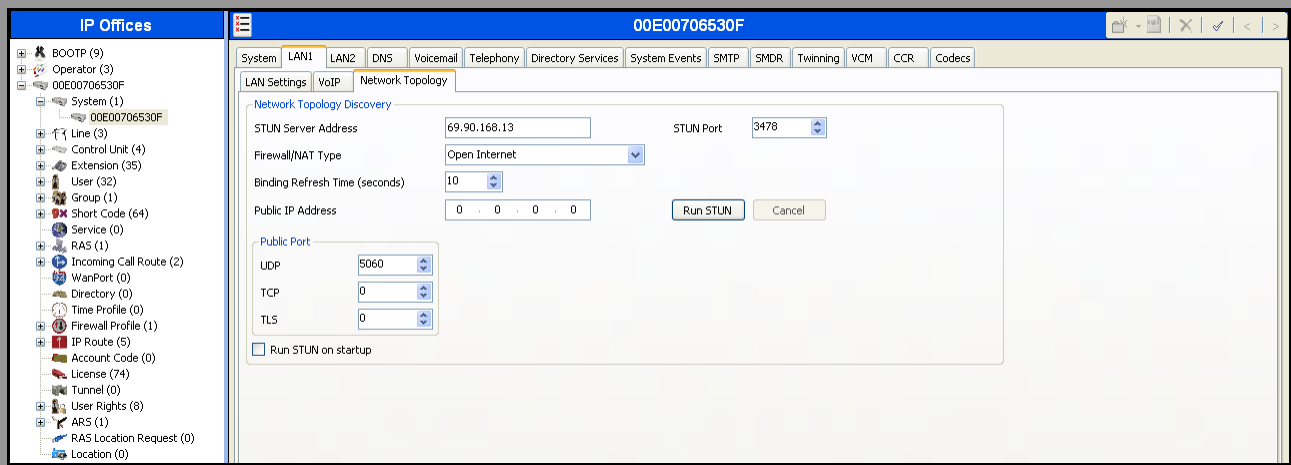 IP Offices
BOOTP (9)
Operator (3)
00E00706530F
System (1)
00E00706530F
Line (3)
Control Unit (4)
Extension (35)
User (32)
Group (1)
Short Code (64)
Service (0)
RAS (1)
Incoming Call Route (2)
WanPort (0)
Directory (0)
Time Profile (0)
Firewall Profile (1)
IP Route (5)
Account Code (0)
License (74)
Tunnel (0)
User Rights (8)
ARS (1)
RAS Location Request (0)
Location (0)
00E00706530F
System LAN1 LAN2 DNS Voicemail Telephony Directory Services System Events SMTP SMDR Twinning VCM CCR Codecs
LAN Settings VoIP Network Topology
Network Topology Discovery
STUN Server Address 69.90.168.13 STUN Port 3478
Firewall/NAT Type Open Internet
Binding Refresh Time (seconds) 10
Public IP Address 0 . 0 . 0 . 0 Run STUN Cancel
Public Port
UDP 5060
TCP 0
TLS 0
Run STUN on startup